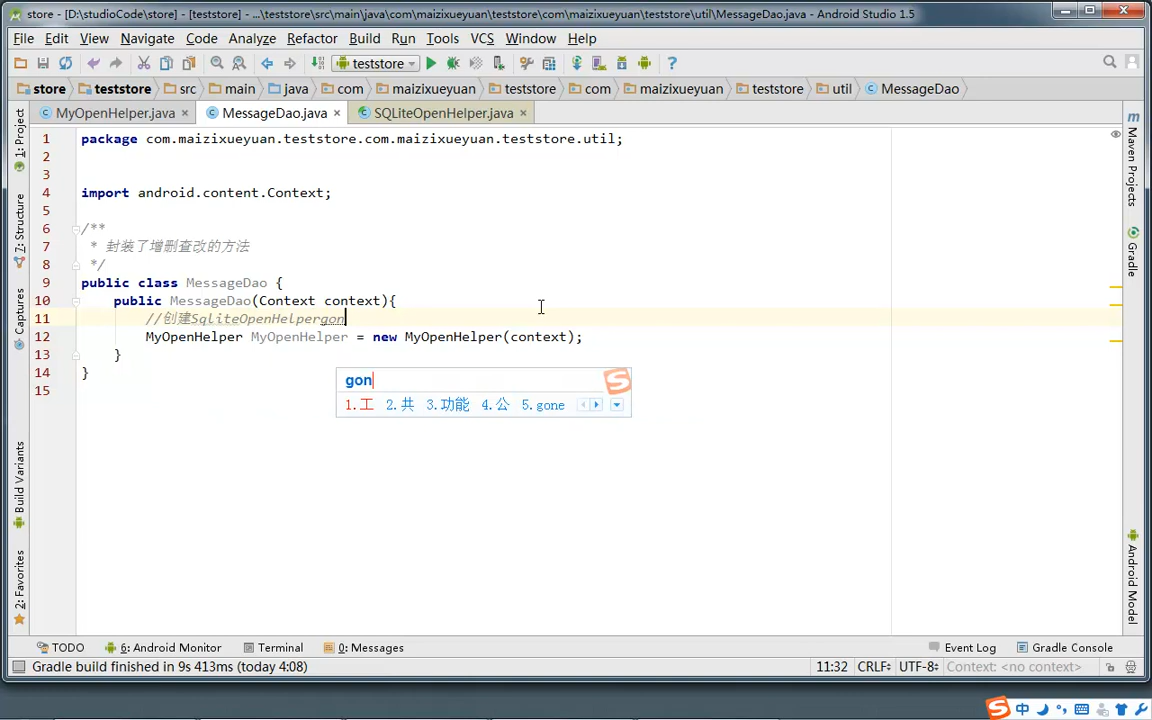 store - [D:\studioCode\store] - [teststore] - ...\teststore\src\main\java\com\maizixueyuan\teststore\com\maizixueyuan\teststore\util\MessageDao.java - Android Studio 1.5
File Edit View Navigate Code Analyze Refactor Build Run Tools VCS Window Help
teststore
store teststore src main java com maizixueyuan teststore com maizixueyuan teststore util MessageDao
MyOpenHelper.java MessageDao.java SQLiteOpenHelper.java
1: Project
7: Structure
Captures
Build Variants
2: Favorites
1 package com.maizixueyuan.teststore.com.maizixueyuan.teststore.util;
2
3
4 import android.content.Context;
5
6 /**
7 * 封装了增删查改的方法
8 */
9 public class MessageDao {
10 public MessageDao(Context context){
11 //创建SqliteOpenHelpergon
12 MyOpenHelper MyOpenHelper = new MyOpenHelper(context);
13 }
14 }
15
gon
1.工 2.共 3.功能 4.公 5.gone
Maven Projects
Gradle
Android Model
TODO 6: Android Monitor Terminal 0: Messages Event Log Gradle Console
Gradle build finished in 9s 413ms (today 4:08) 11:32 CRLF UTF-8 Context: <no context>
中